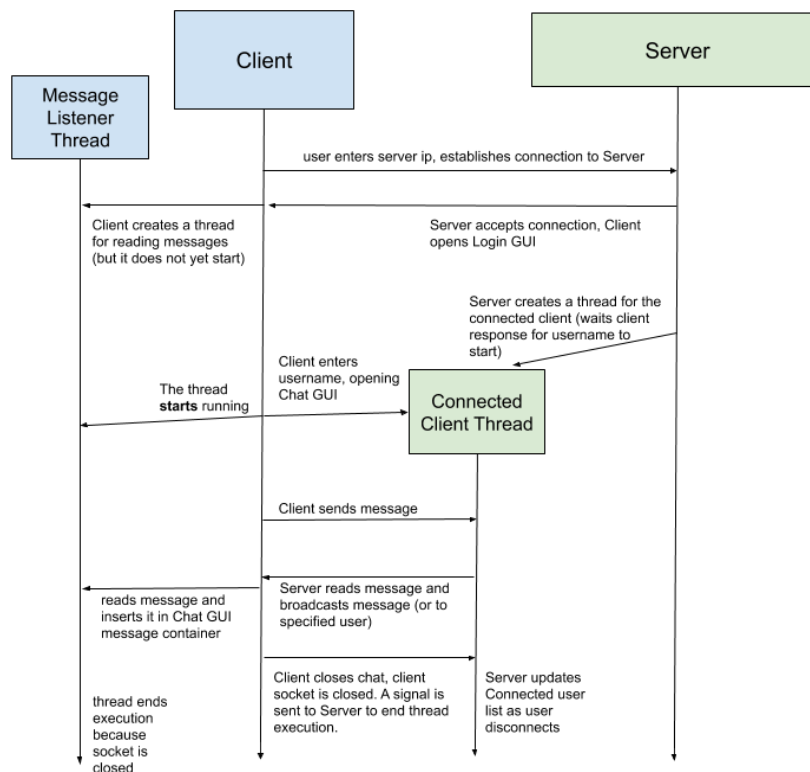 Client
Server
Message
Listener
Thread
user enters server ip, establishes connection to Server
Client creates a thread
for reading messages
(but it does not yet start)
Server accepts connection, Client
opens Login GUI
Server creates a thread for the
connected client (waits client
response for username to
start)
Client enters
username, opening
Chat GUI
The thread
starts running
Connected
Client Thread
Client sends message
Server reads message and
broadcasts message (or to
specified user)
reads message and
inserts it in Chat GUI
message container
Client closes chat, client
socket is closed. A signal is
sent to Server to end thread
execution.
Server updates
Connected user
list as user
disconnects
thread ends
execution
because
socket is
closed